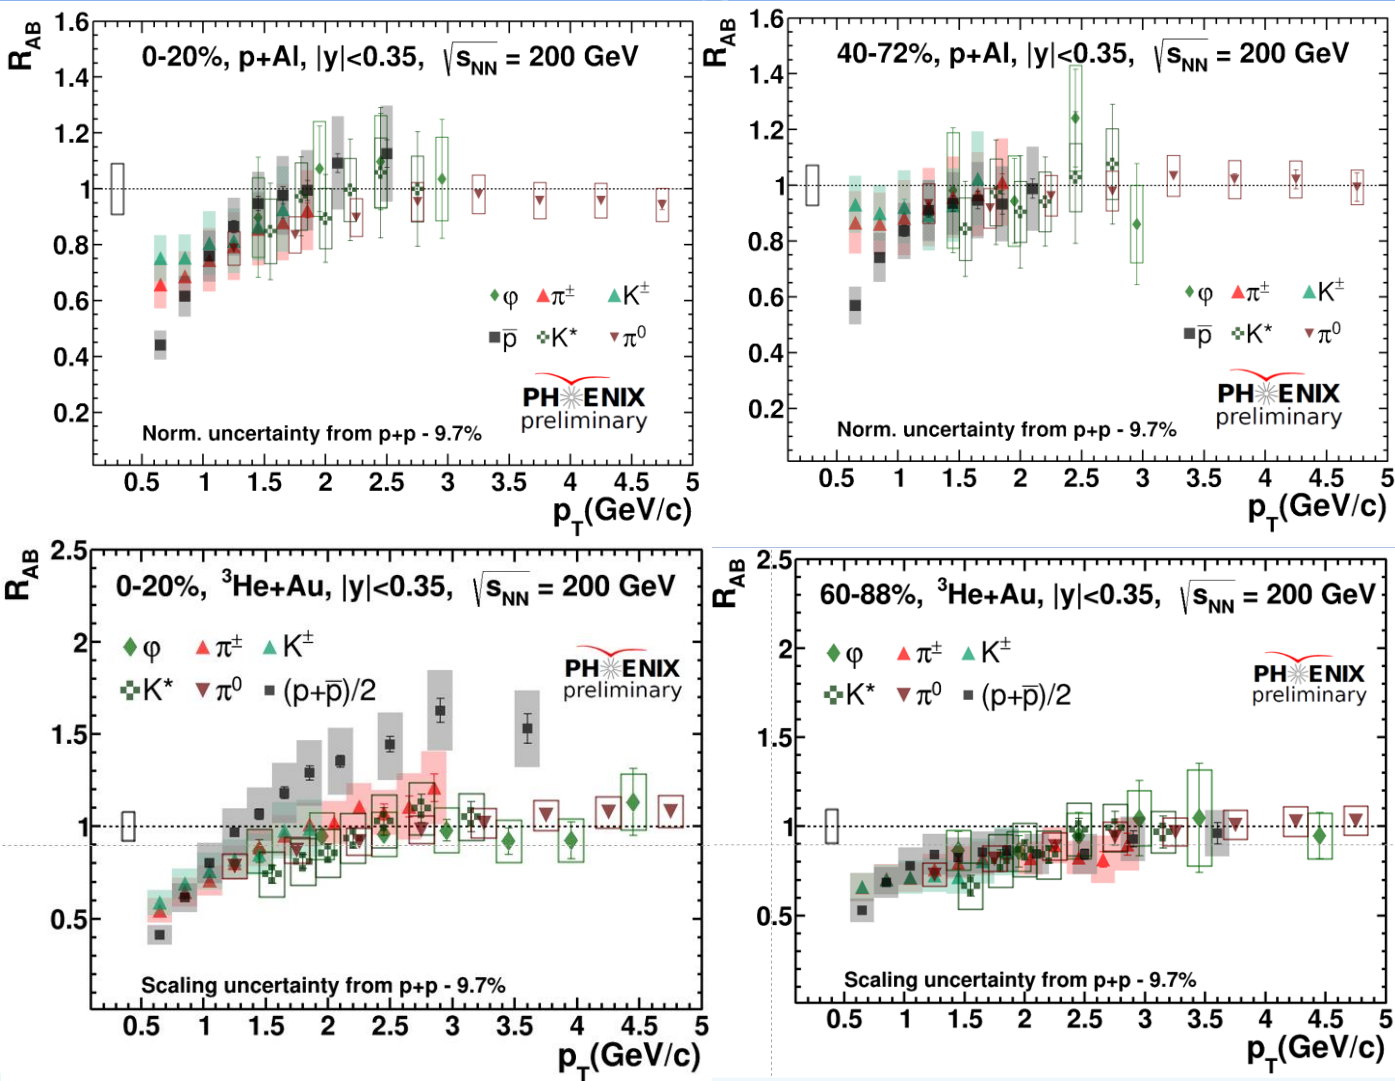 R_AB
0-20%, p+Al, |y|<0.35, √s_NN = 200 GeV
1.6
1.4
1.2
1
0.8
0.6
0.4
0.2
φ π± K±
p̅ K* π⁰
PHENIX
preliminary
Norm. uncertainty from p+p - 9.7%
0.5 1 1.5 2 2.5 3 3.5 4 4.5 5
p_T(GeV/c)
R_AB
40-72%, p+Al, |y|<0.35, √s_NN = 200 GeV
1.6
1.4
1.2
1
0.8
0.6
0.4
0.2
φ π± K±
p̅ K* π⁰
PHENIX
preliminary
Norm. uncertainty from p+p - 9.7%
0.5 1 1.5 2 2.5 3 3.5 4 4.5 5
p_T(GeV/c)
R_AB
0-20%, ³He+Au, |y|<0.35, √s_NN = 200 GeV
2.5
2
1.5
1
0.5
φ π± K±
K* π⁰ (p+p̅)/2
PHENIX
preliminary
Scaling uncertainty from p+p - 9.7%
0.5 1 1.5 2 2.5 3 3.5 4 4.5 5
p_T(GeV/c)
R_AB
60-88%, ³He+Au, |y|<0.35, √s_NN = 200 GeV
2.5
2
1.5
1
0.5
φ π± K±
K* π⁰ (p+p̅)/2
PHENIX
preliminary
Scaling uncertainty from p+p - 9.7%
0.5 1 1.5 2 2.5 3 3.5 4 4.5 5
p_T(GeV/c)